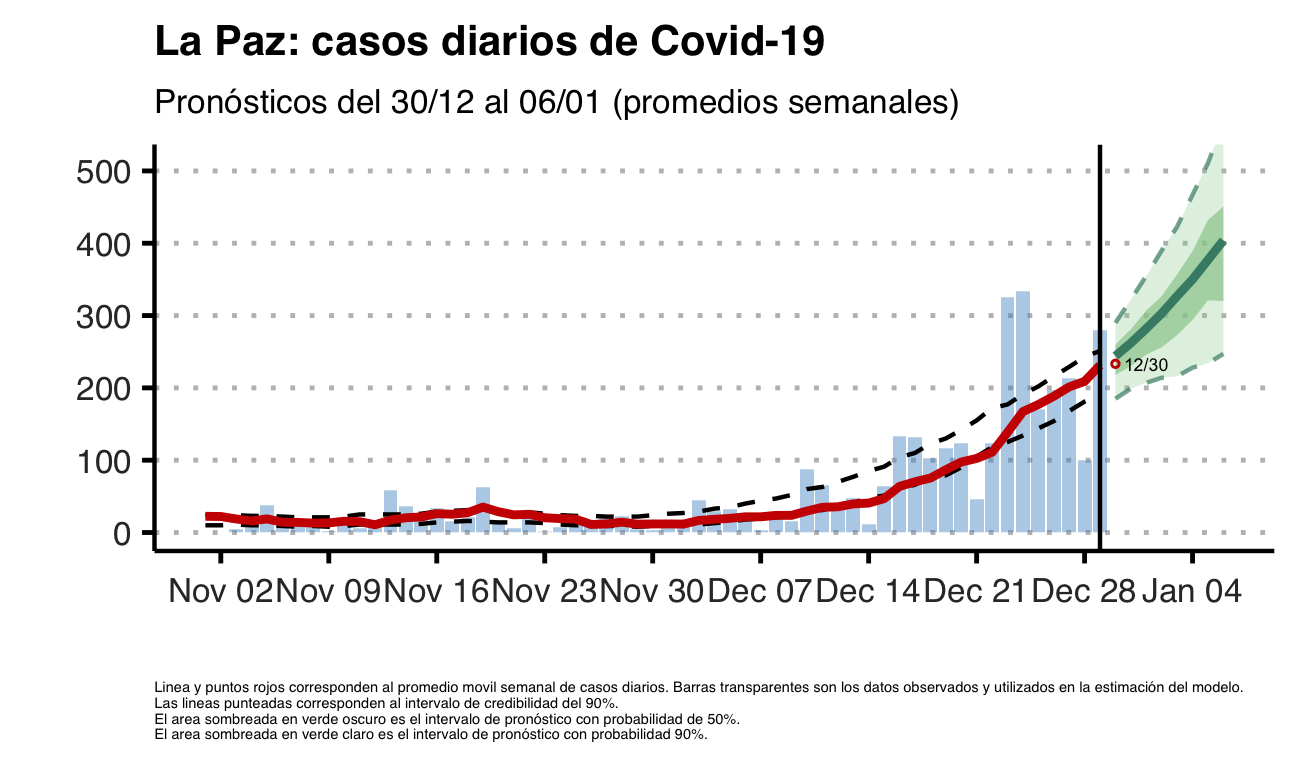 La Paz: casos diarios de Covid-19
Pronósticos del 30/12 al 06/01 (promedios semanales)
500
400
300
200
100
0
12/30
Nov 02 Nov 09 Nov 16 Nov 23 Nov 30 Dec 07 Dec 14 Dec 21 Dec 28 Jan 04
Linea y puntos rojos corresponden al promedio movil semanal de casos diarios. Barras transparentes son los datos observados y utilizados en la estimación del modelo.
Las lineas punteadas corresponden al intervalo de credibilidad del 90%.
El area sombreada en verde oscuro es el intervalo de pronóstico con probabilidad de 50%.
El area sombreada en verde claro es el intervalo de pronóstico con probabilidad 90%.